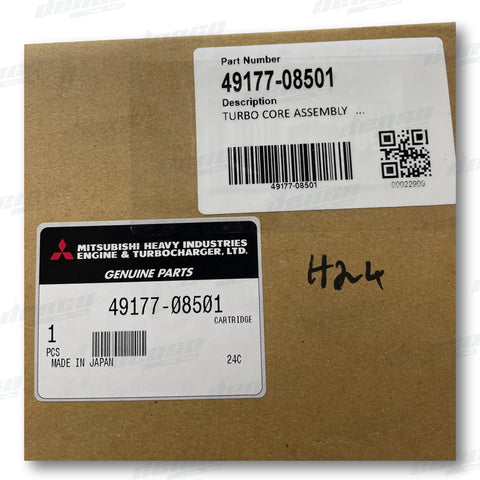 Part Number
49177-08501
Description
TURBO CORE ASSEMBLY ...
49177-08501
00022909
MITSUBISHI HEAVY INDUSTRIES
ENGINE & TURBOCHARGER, LTD.
GENUINE PARTS
49177-08501
CARTRIDGE
1
PCS
MADE IN JAPAN
24C
H24
denco